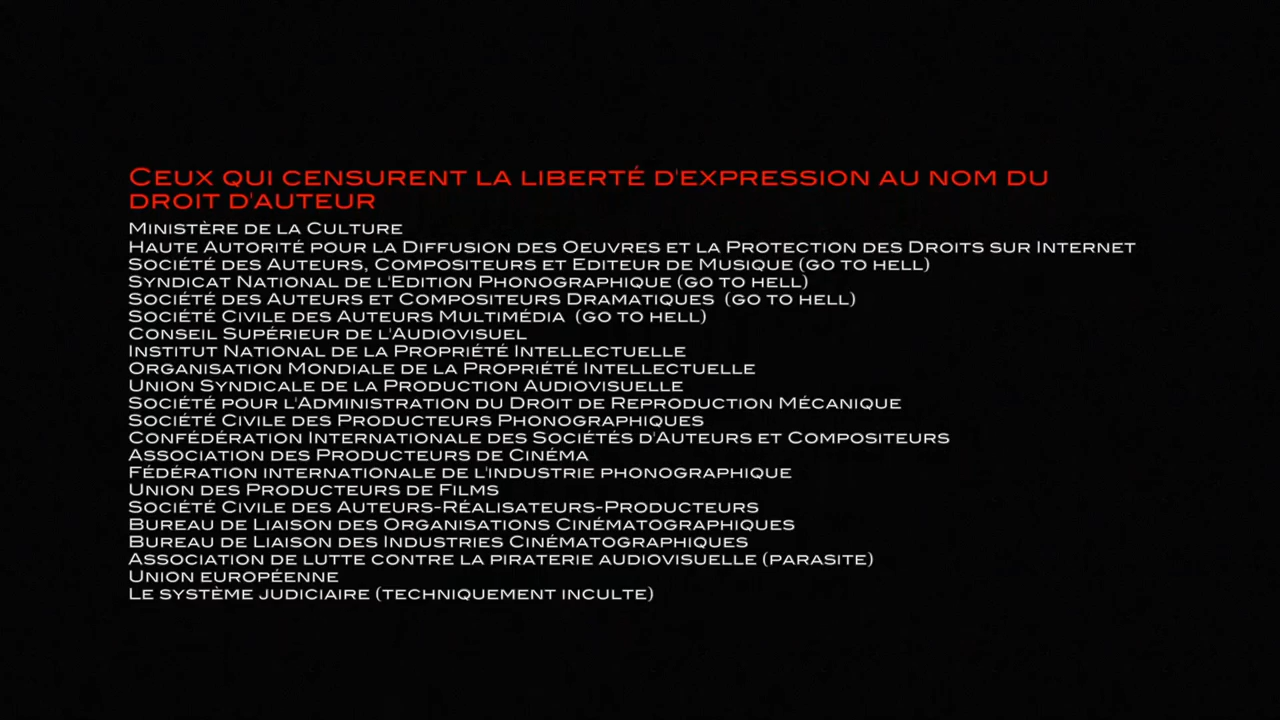 Ceux qui censurent la liberté d'expression au nom du
droit d'auteur
Ministère de la Culture
Haute Autorité pour la Diffusion des Oeuvres et la Protection des Droits sur Internet
Société des Auteurs, Compositeurs et Editeur de Musique (go to hell)
Syndicat National de l'Edition Phonographique (go to hell)
Société des Auteurs et Compositeurs Dramatiques (go to hell)
Société Civile des Auteurs Multimédia (go to hell)
Conseil Supérieur de l'Audiovisuel
Institut National de la Propriété Intellectuelle
Organisation Mondiale de la Propriété Intellectuelle
Union Syndicale de la Production Audiovisuelle
Société pour l'Administration du Droit de Reproduction Mécanique
Société Civile des Producteurs Phonographiques
Confédération Internationale des Sociétés d'Auteurs et Compositeurs
Association des Producteurs de Cinéma
Fédération internationale de l'industrie phonographique
Union des Producteurs de Films
Société Civile des Auteurs-Réalisateurs-Producteurs
Bureau de Liaison des Organisations Cinématographiques
Bureau de Liaison des Industries Cinématographiques
Association de lutte contre la piraterie audiovisuelle (parasite)
Union européenne
Le système judiciaire (techniquement inculte)